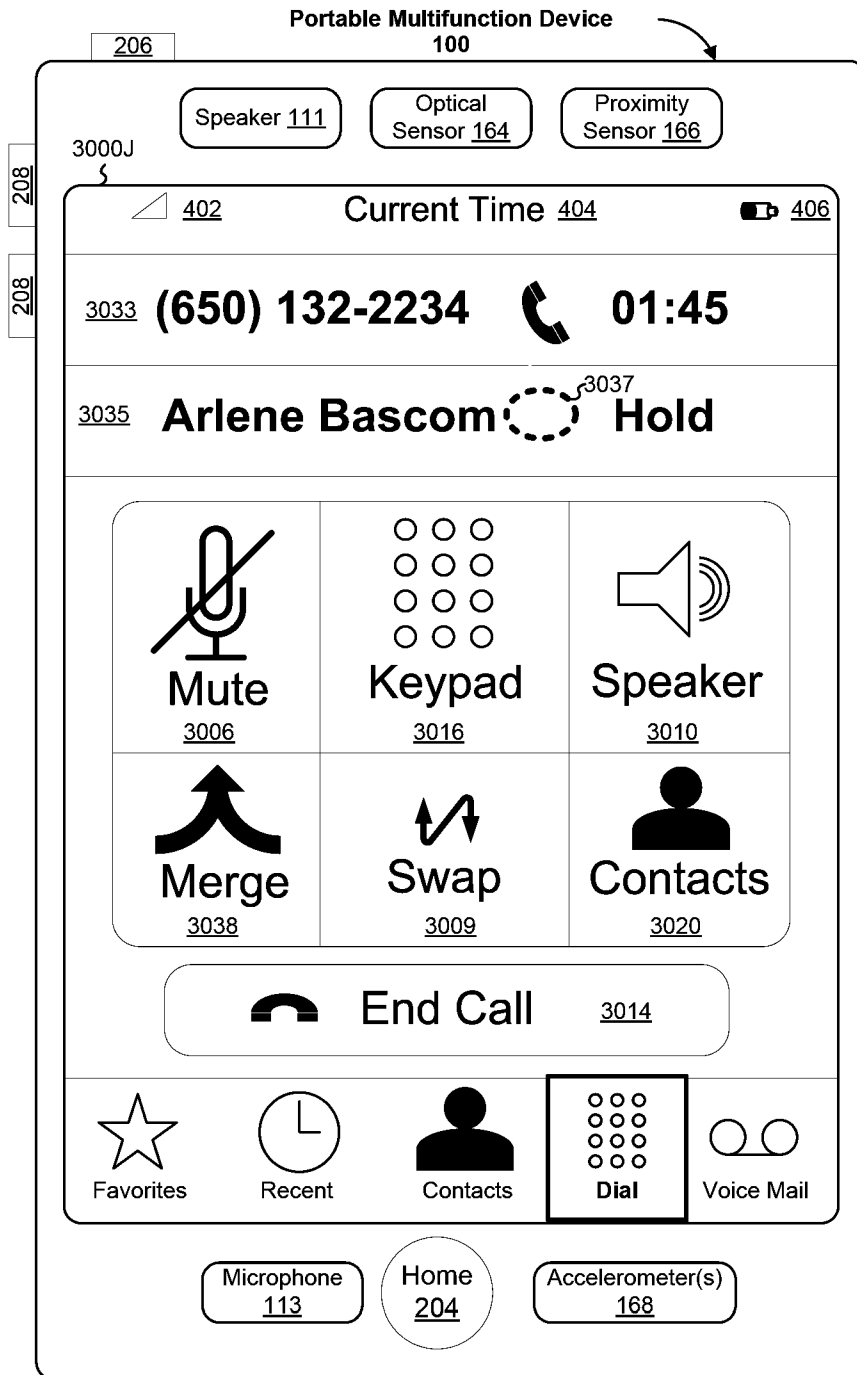 Portable Multifunction Device
100
206
Speaker 111
Optical
Sensor 164
Proximity
Sensor 166
208
3000J
402
Current Time 404
406
208
3033 (650) 132-2234 01:45
3037
3035 Arlene Bascom Hold
Mute
3006
Keypad
3016
Speaker
3010
Merge
3038
Swap
3009
Contacts
3020
End Call 3014
Favorites
Recent
Contacts
Dial
Voice Mail
Microphone
113
Home
204
Accelerometer(s)
168